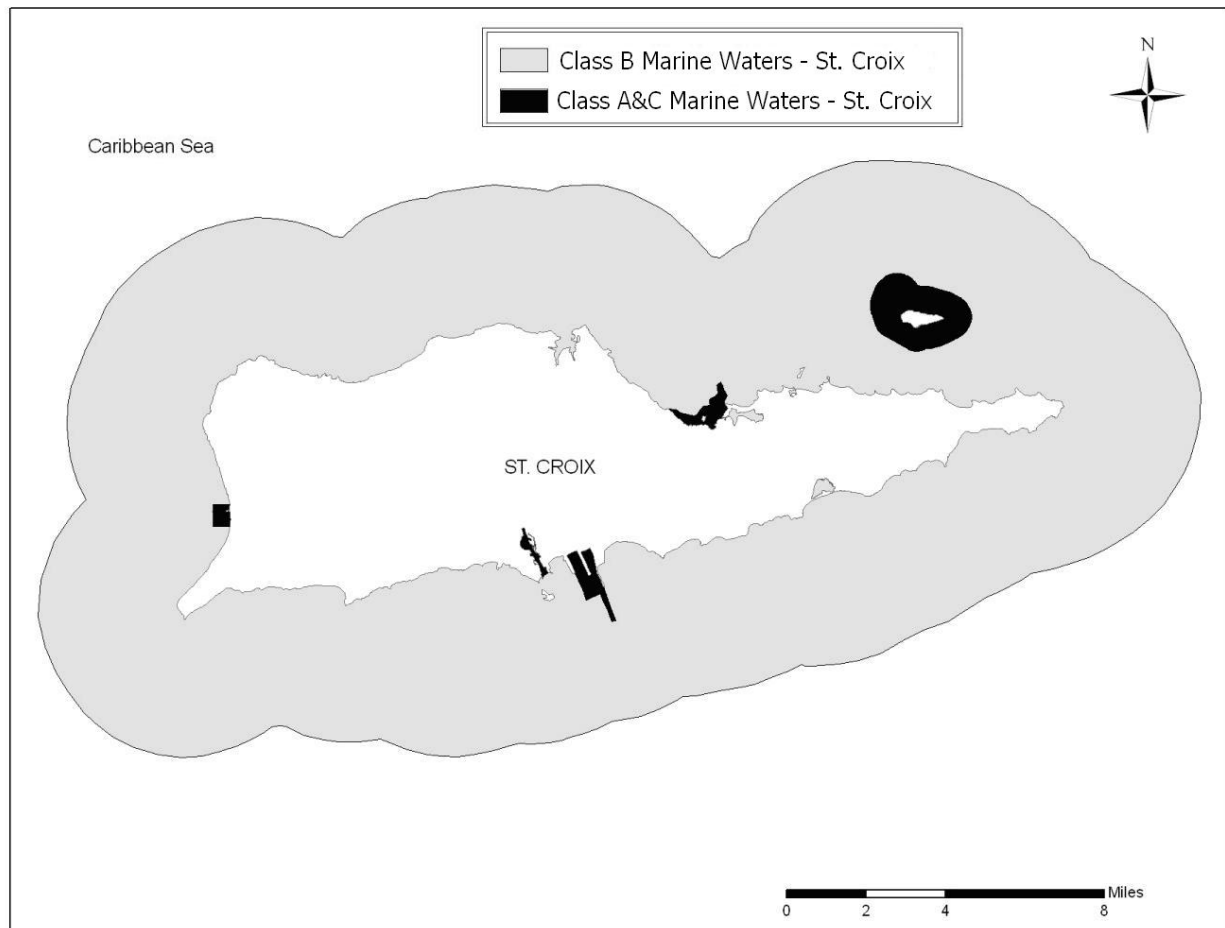 Class B Marine Waters - St. Croix
Class A&C Marine Waters - St. Croix
N
Caribbean Sea
ST. CROIX
Miles
0 2 4 8